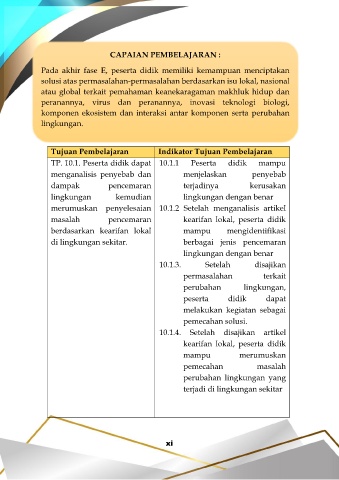 CAPAIAN PEMBELAJARAN :
Pada akhir fase E, peserta didik memiliki kemampuan menciptakan
solusi atas permasalahan-permasalahan berdasarkan isu lokal, nasional
atau global terkait pemahaman keanekaragaman makhluk hidup dan
peranannya, virus dan peranannya, inovasi teknologi biologi,
komponen ekosistem dan interaksi antar komponen serta perubahan
lingkungan.
Tujuan Pembelajaran
TP. 10.1. Peserta didik dapat
menganalisis penyebab dan
dampak pencemaran
lingkungan kemudian
merumuskan penyelesaian
masalah pencemaran
berdasarkan kearifan lokal
di lingkungan sekitar.
Indikator Tujuan Pembelajaran
10.1.1 Peserta didik mampu
menjelaskan penyebab
terjadinya kerusakan
lingkungan dengan benar
10.1.2 Setelah menganalisis artikel
kearifan lokal, peserta didik
mampu mengidentiifikasi
berbagai jenis pencemaran
lingkungan dengan benar
10.1.3. Setelah disajikan
permasalahan terkait
perubahan lingkungan,
peserta didik dapat
melakukan kegiatan sebagai
pemecahan solusi.
10.1.4. Setelah disajikan artikel
kearifan lokal, peserta didik
mampu merumuskan
pemecahan masalah
perubahan lingkungan yang
terjadi di lingkungan sekitar
xi